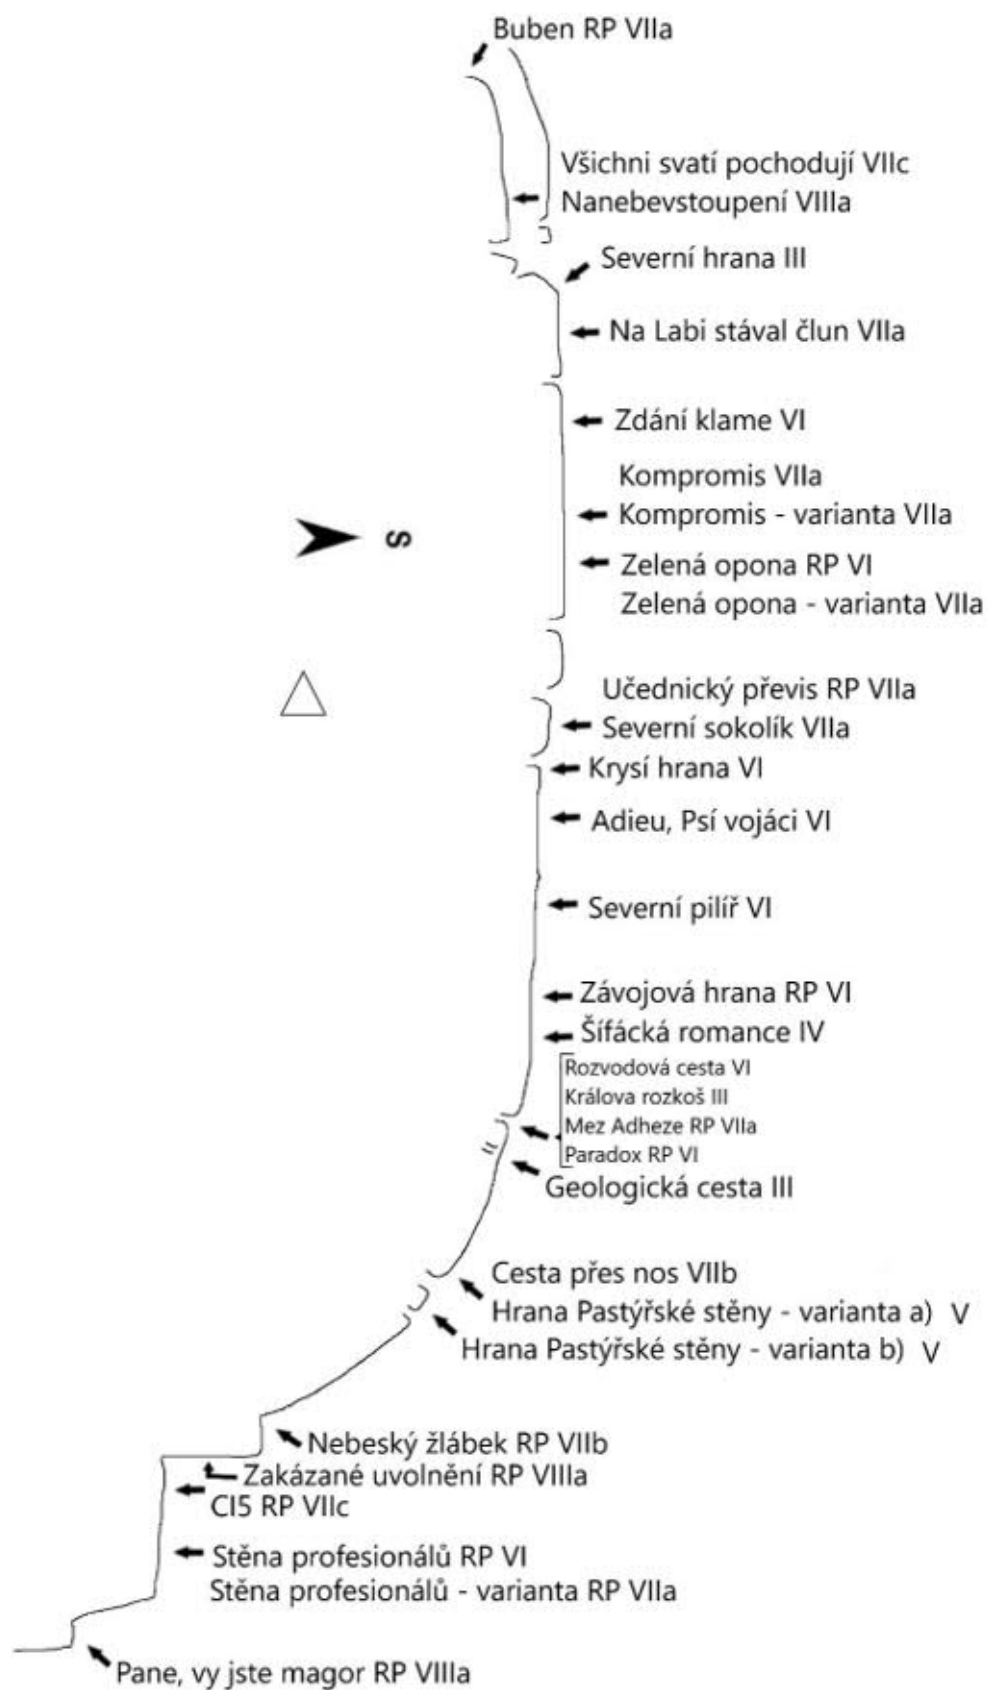 Buben RP VIIa
Všichni svatí pochodují VIIc
Nanebevstoupení VIIIa
Severní hrana III
Na Labi stával člun VIIa
Zdání klame VI
Kompromis VIIa
Kompromis - varianta VIIa
S
Zelená opona RP VI
Zelená opona - varianta VIIa
Učednický převis RP VIIa
Severní sokolík VIIa
Krysí hrana VI
Adieu, Psí vojáci VI
Severní pilíř VI
Závojová hrana RP VI
Šífácká romance IV
Rozvodová cesta VI
Králova rozkoš III
Mez Adheze RP VIIa
Paradox RP VI
Geologická cesta III
Cesta přes nos VIIb
Hrana Pastýřské stěny - varianta a) V
Hrana Pastýřské stěny - varianta b) V
Nebeský žlábek RP VIIb
Zakázané uvolnění RP VIIIa
CI5 RP VIIc
Stěna profesionálů RP VI
Stěna profesionálů - varianta RP VIIa
Pane, vy jste magor RP VIIIa